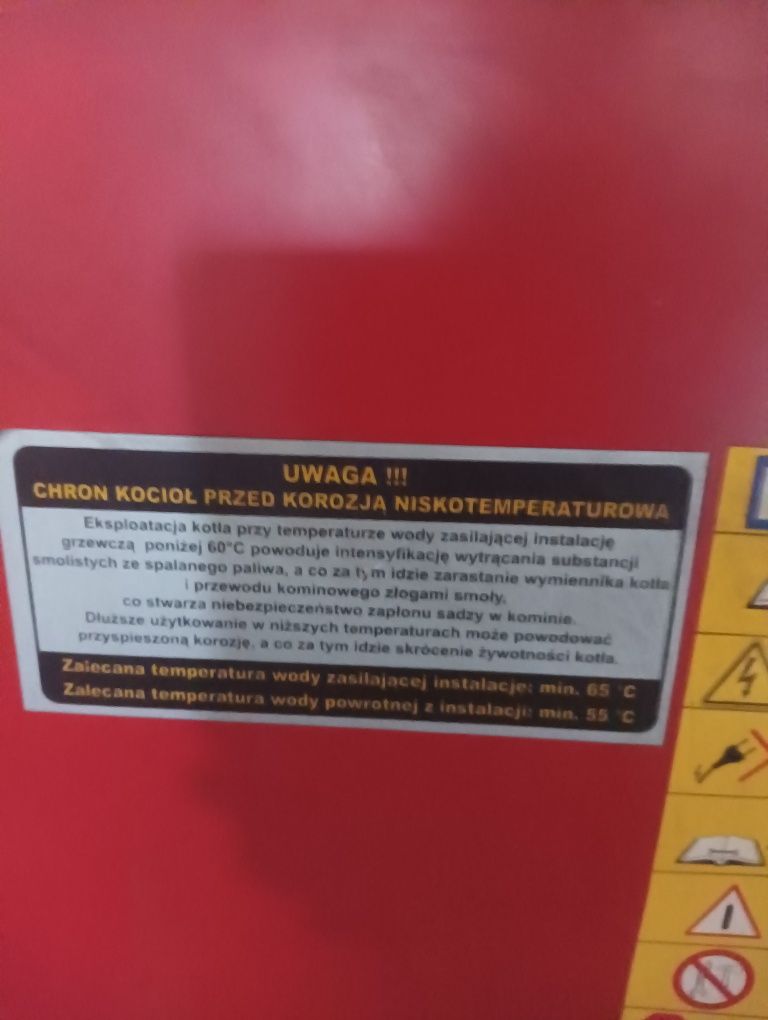 UWAGA !!!
CHRON KOCIOŁ PRZED KOROZJĄ NISKOTEMPERATUROWA
Eksploatacja kotła przy temperaturze wody zasilającej instalację
grzewczą poniżej 60°C powoduje intensyfikację wytrącania substancji
smolistych ze spalanego paliwa, a co za tym idzie zarastanie wymiennika kotła
i przewodu kominowego złogami smoły,
co stwarza niebezpieczeństwo zapłonu sadzy w kominie.
Dłuższe użytkowanie w niższych temperaturach może powodować
przyspieszoną korozję, a co za tym idzie skrócenie żywotności kotła.
Zalecana temperatura wody zasilającej instalacje: min. 65 °C
Zalecana temperatura wody powrotnej z instalacji: min. 55 °C